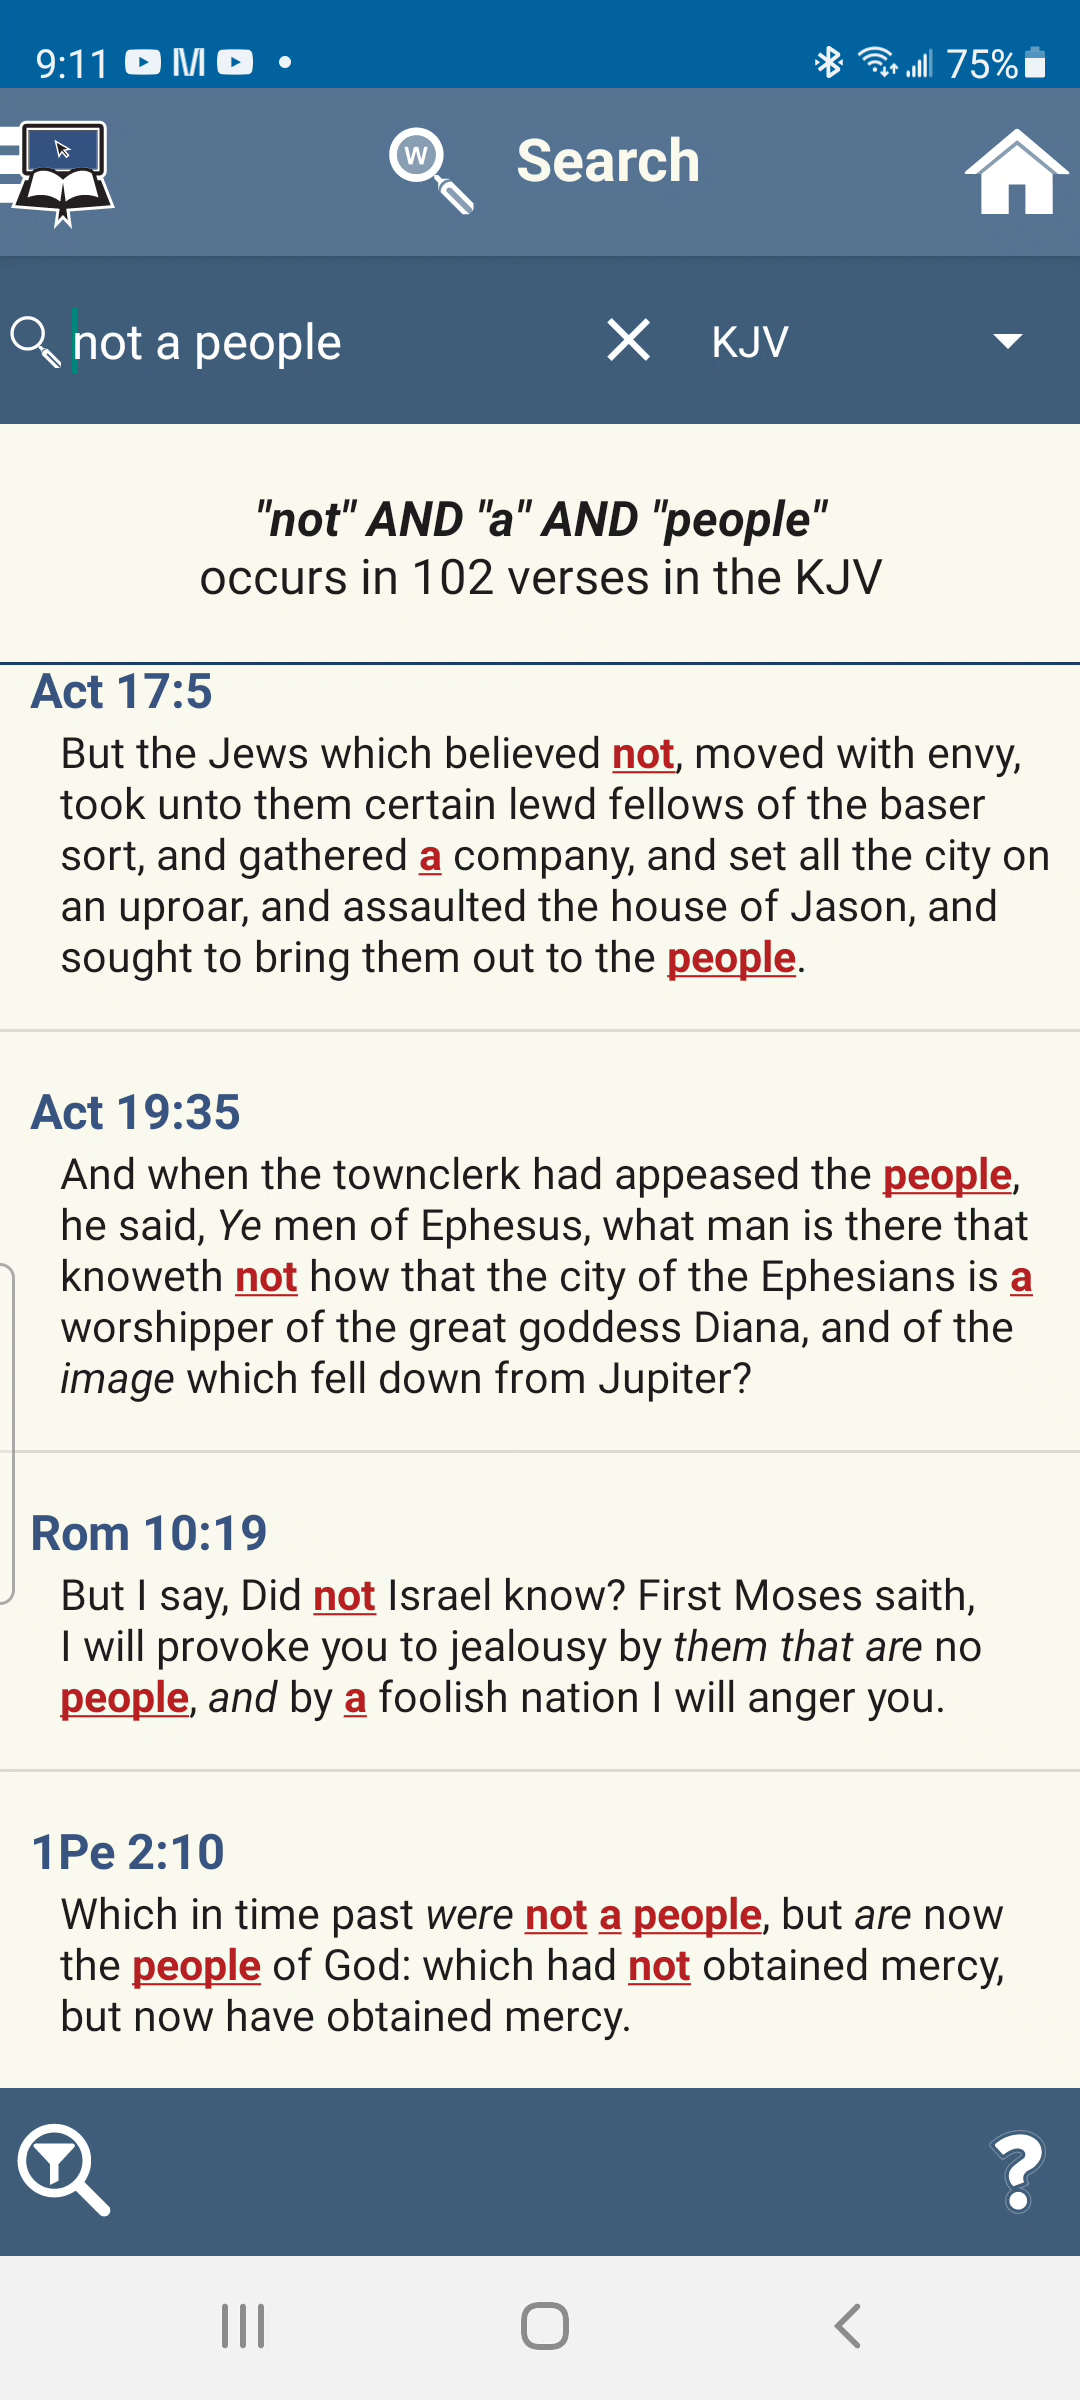 9:11
75%
W
Search
not a people
KJV
"not" AND "a" AND "people"
occurs in 102 verses in the KJV
Act 17:5
But the Jews which believed not, moved with envy,
took unto them certain lewd fellows of the baser
sort, and gathered a company, and set all the city on
an uproar, and assaulted the house of Jason, and
sought to bring them out to the people.
Act 19:35
And when the townclerk had appeased the people,
he said, Ye men of Ephesus, what man is there that
knoweth not how that the city of the Ephesians is a
worshipper of the great goddess Diana, and of the
image which fell down from Jupiter?
Rom 10:19
But I say, Did not Israel know? First Moses saith,
I will provoke you to jealousy by them that are no
people, and by a foolish nation I will anger you.
1Pe 2:10
Which in time past were not a people, but are now
the people of God: which had not obtained mercy,
but now have obtained mercy.